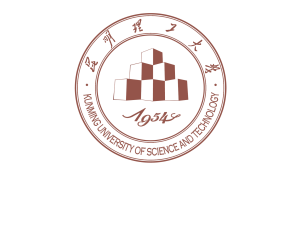 昆明理工大学
1954
KUNMING UNIVERSITY OF SCIENCE AND TECHNOLOGY